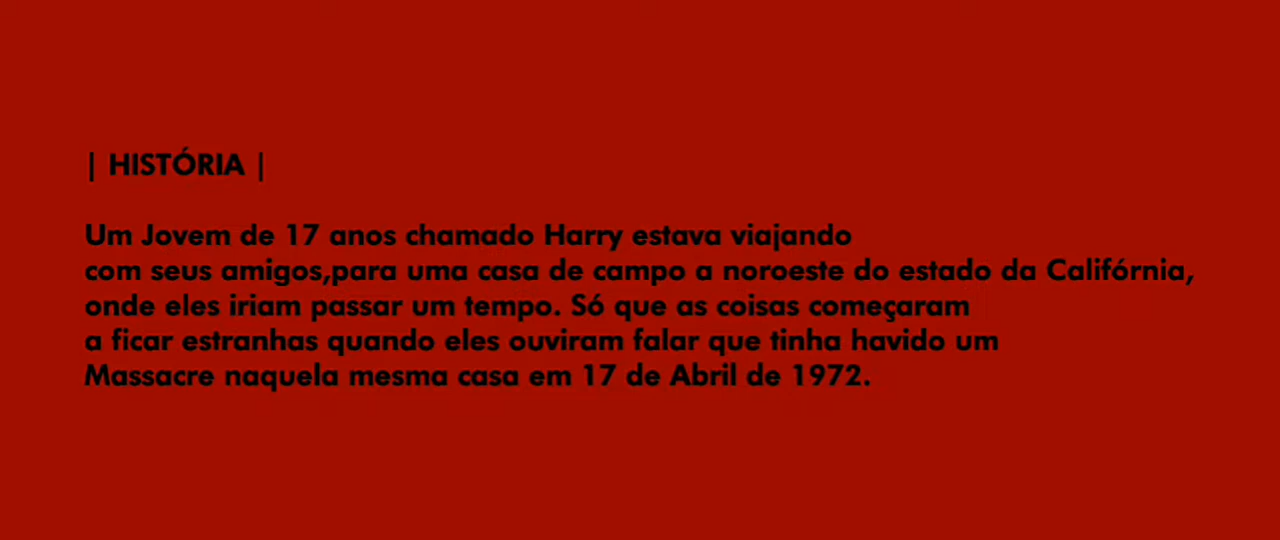 | HISTÓRIA |
Um Jovem de 17 anos chamado Harry estava viajando
com seus amigos,para uma casa de campo a noroeste do estado da Califórnia,
onde eles iriam passar um tempo. Só que as coisas começaram
a ficar estranhas quando eles ouviram falar que tinha havido um
Massacre naquela mesma casa em 17 de Abril de 1972.